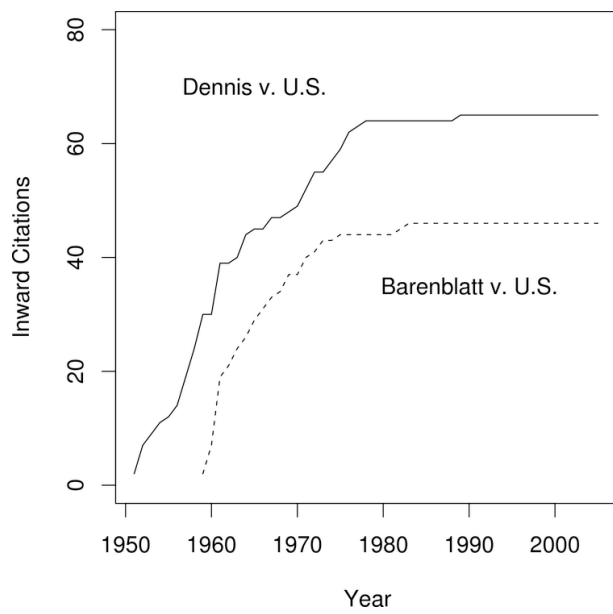 80
60
40
20
0
Inward Citations
Dennis v. U.S.
Barenblatt v. U.S.
1950 1960 1970 1980 1990 2000
Year